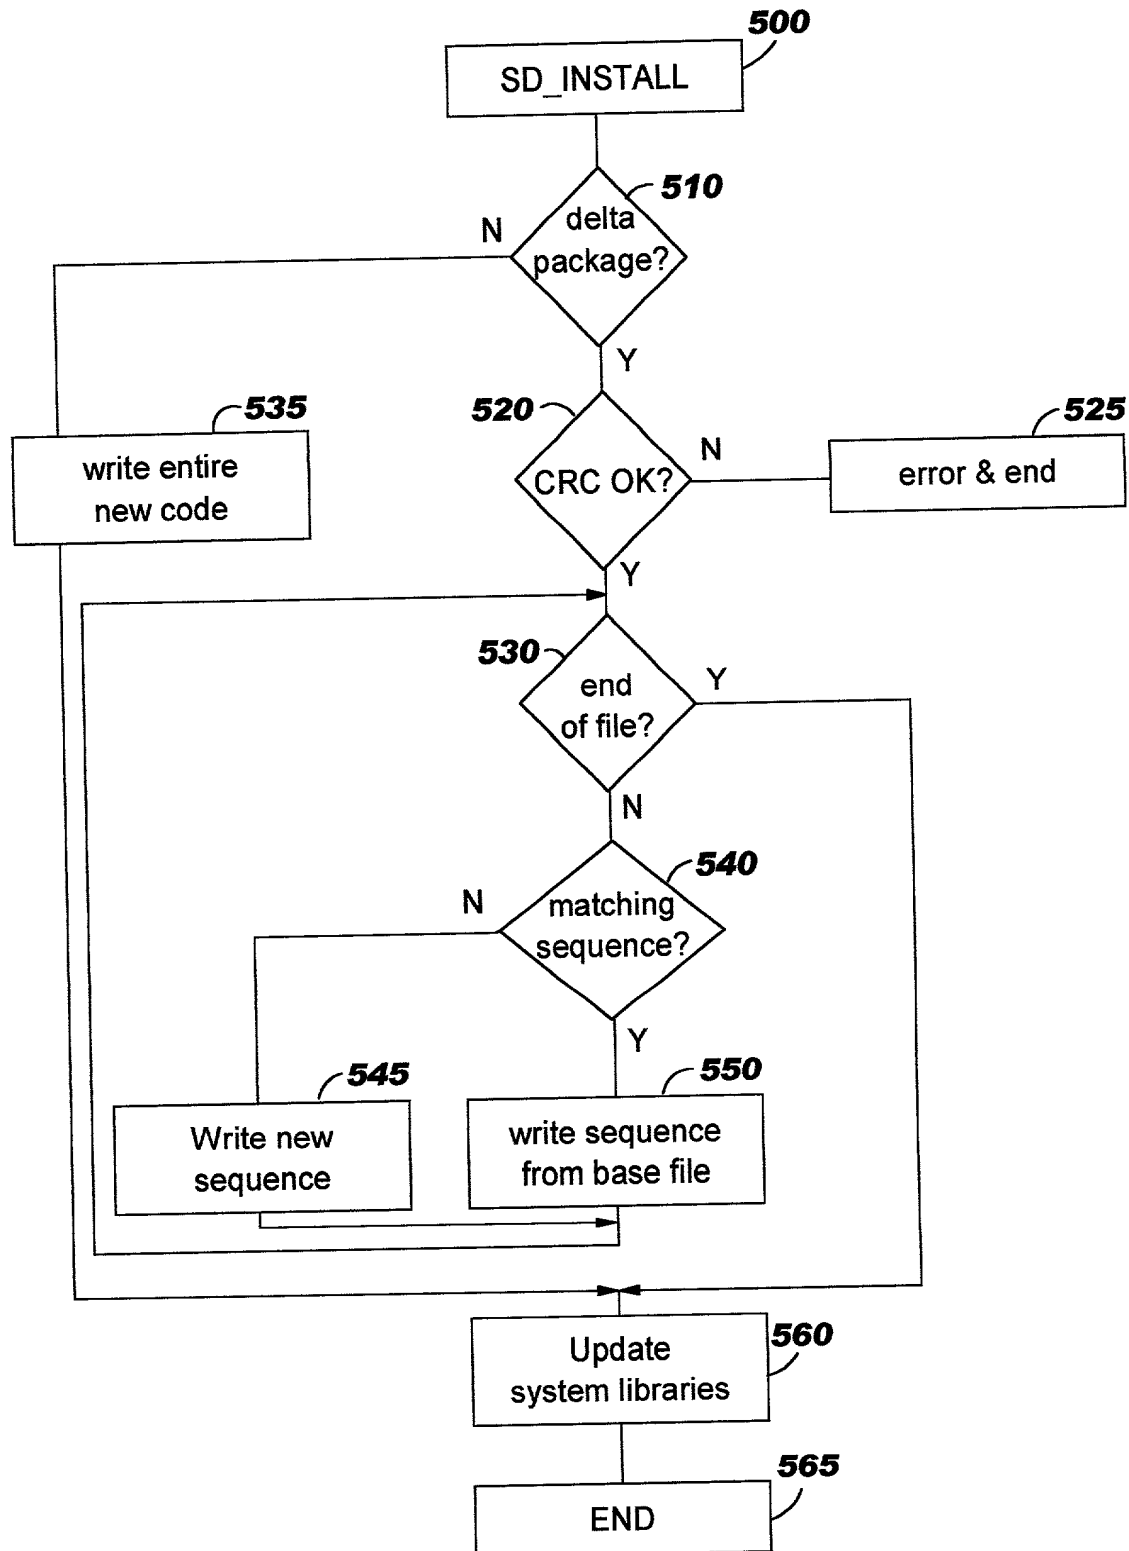 500
SD_INSTALL
510
delta
package?
N
Y
535
write entire
new code
520
CRC OK?
N
525
error & end
Y
530
end
of file?
Y
N
540
matching
sequence?
N
Y
545
Write new
sequence
550
write sequence
from base file
560
Update
system libraries
565
END